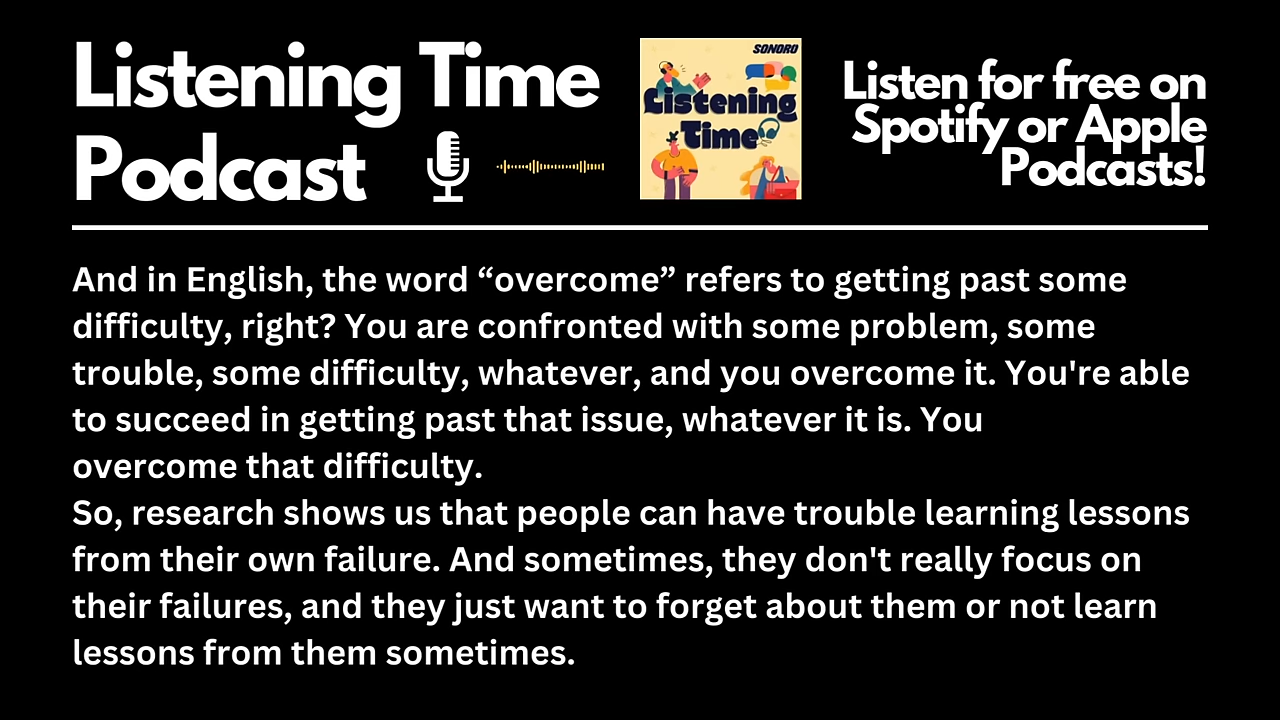 Listening Time
Podcast
SONORO
Listening
Time
Listen for free on
Spotify or Apple
Podcasts!
And in English, the word “overcome” refers to getting past some
difficulty, right? You are confronted with some problem, some
trouble, some difficulty, whatever, and you overcome it. You're able
to succeed in getting past that issue, whatever it is. You
overcome that difficulty.
So, research shows us that people can have trouble learning lessons
from their own failure. And sometimes, they don't really focus on
their failures, and they just want to forget about them or not learn
lessons from them sometimes.